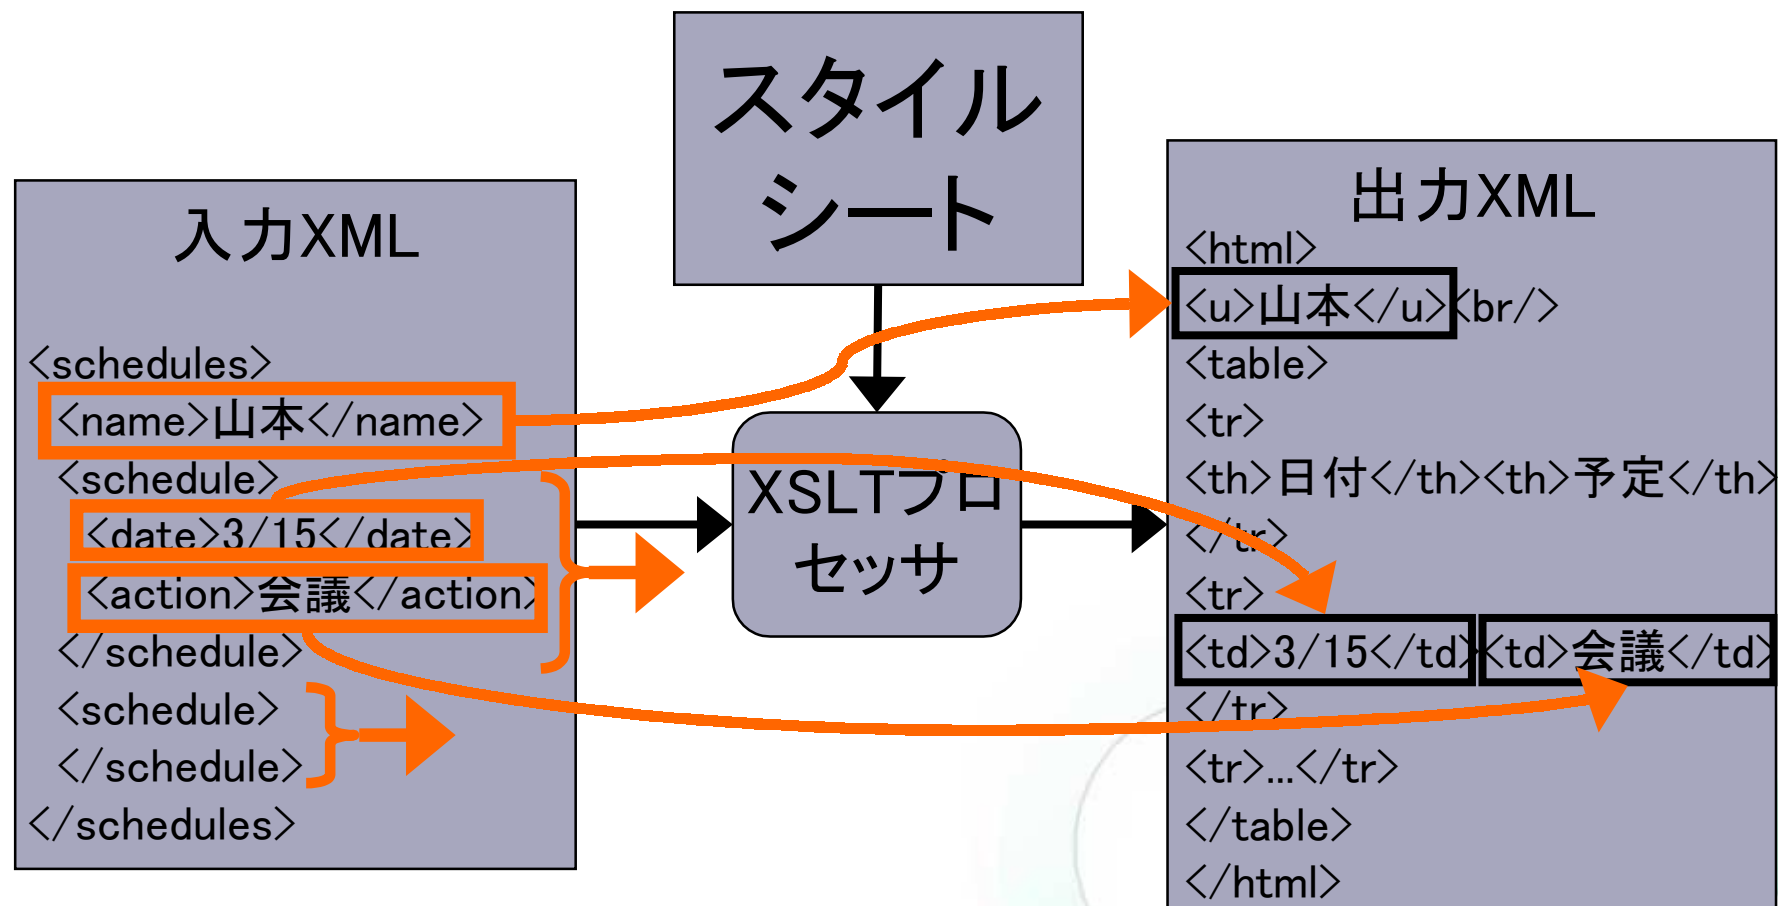 スタイル
シート
入力XML
<schedules>
<name>山本</name>
<schedule>
<date>3/15</date>
<action>会議</action>
</schedule>
<schedule>
</schedule>
</schedules>
XSLTプロ
セッサ
出力XML
<html>
<u>山本</u><br/>
<table>
<tr>
<th>日付</th><th>予定</th>
</tr>
<tr>
<td>3/15</td><td>会議</td>
</tr>
<tr>...</tr>
</table>
</html>